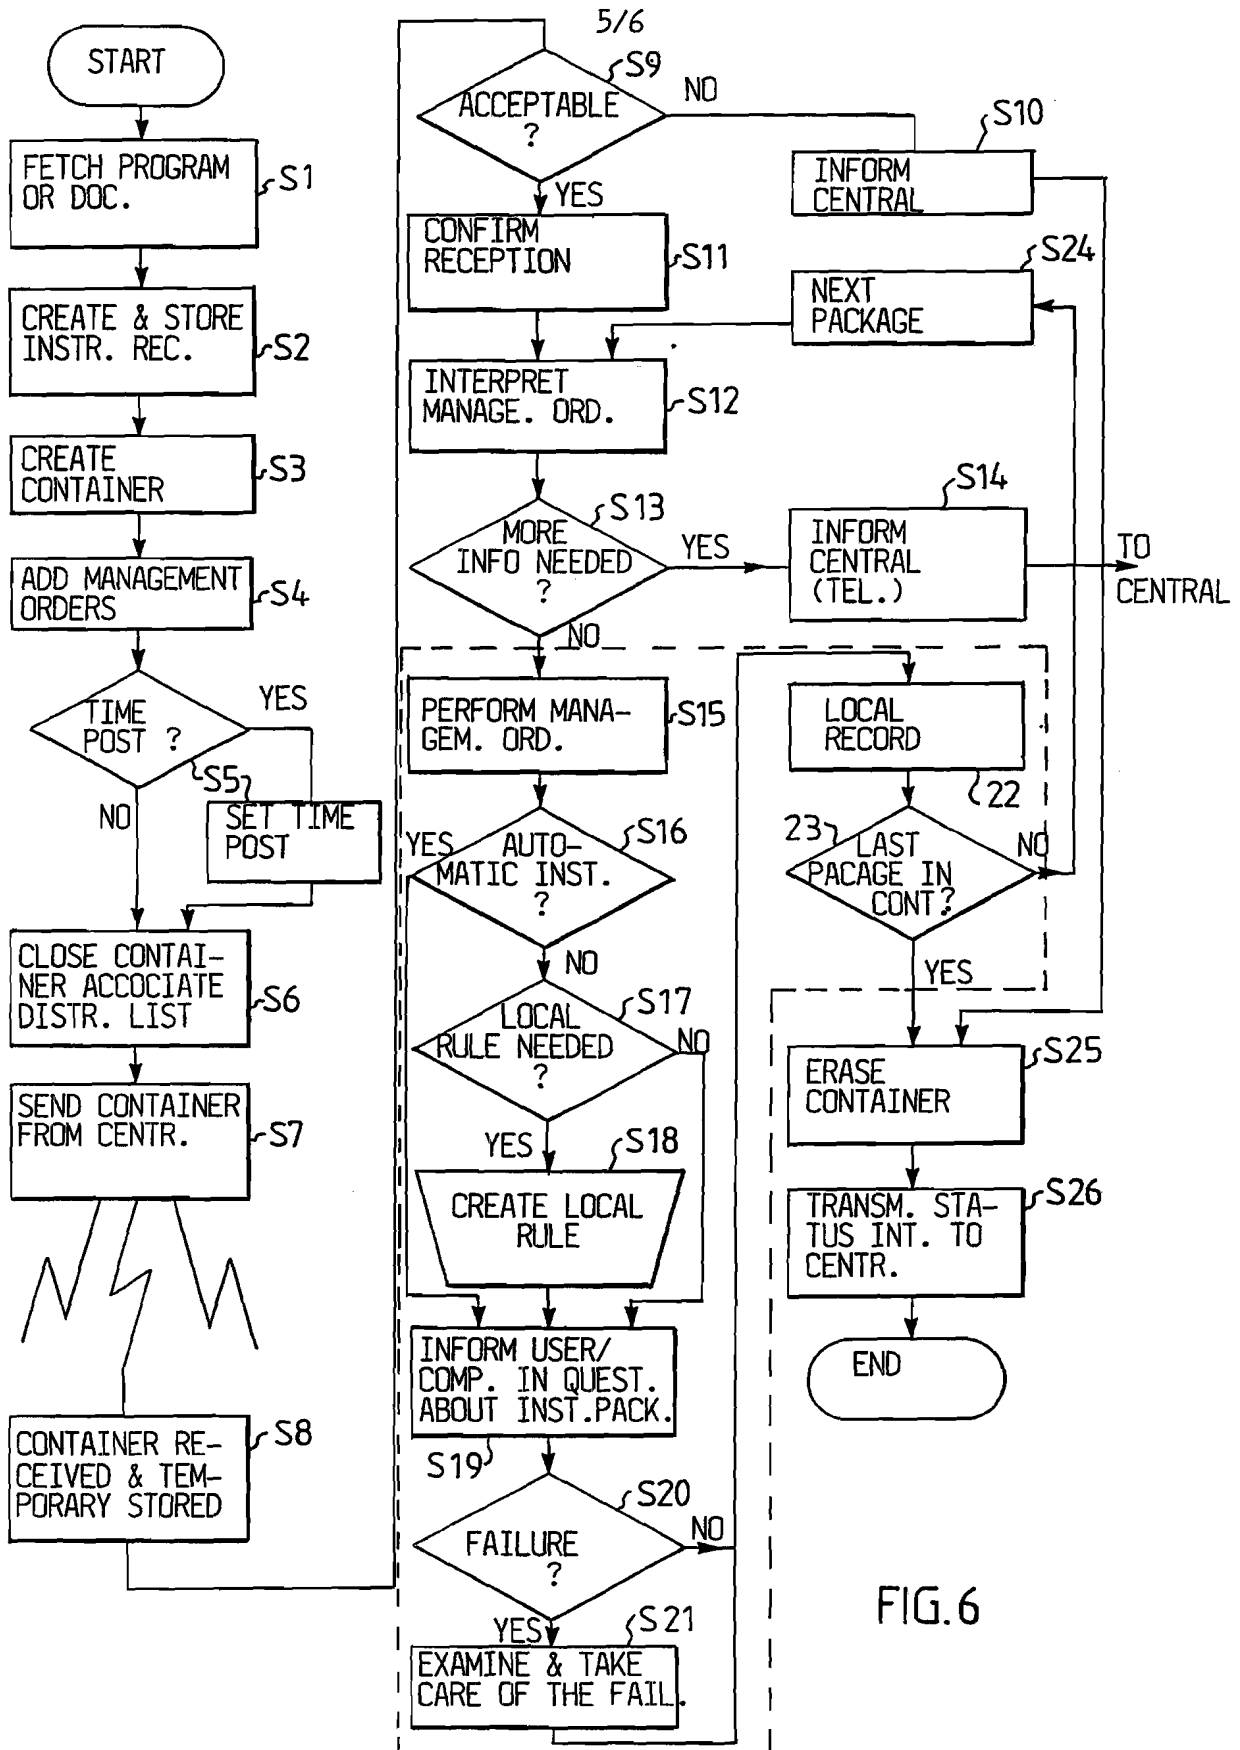 5/6
START
FETCH PROGRAM
OR DOC.
S1
CREATE & STORE
INSTR. REC.
S2
CREATE
CONTAINER
S3
ADD MANAGEMENT
ORDERS
S4
TIME
POST ?
YES
S5
NO
SET TIME
POST
CLOSE CONTAI-
NER ACCOCIATE
DISTR. LIST
S6
SEND CONTAINER
FROM CENTR.
S7
CONTAINER RE-
CEIVED & TEM-
PORARY STORED
S8
ACCEPTABLE
?
S9
NO
YES
INFORM
CENTRAL
S10
CONFIRM
RECEPTION
S11
NEXT
PACKAGE
S24
INTERPRET
MANAGE. ORD.
S12
MORE
INFO NEEDED
?
S13
YES
NO
INFORM
CENTRAL
(TEL.)
S14
TO
CENTRAL
PERFORM MANA-
GEM. ORD.
S15
AUTO-
MATIC INST.
?
S16
YES
NO
LOCAL
RULE NEEDED
?
S17
NO
YES
CREATE LOCAL
RULE
S18
INFORM USER/
COMP. IN QUEST.
ABOUT INST.PACK.
S19
FAILURE
?
S20
NO
YES
EXAMINE & TAKE
CARE OF THE FAIL.
S21
LOCAL
RECORD
22
LAST
PACAGE IN
CONT?
23
NO
YES
ERASE
CONTAINER
S25
TRANSM. STA-
TUS INT. TO
CENTR.
S26
END
FIG.6